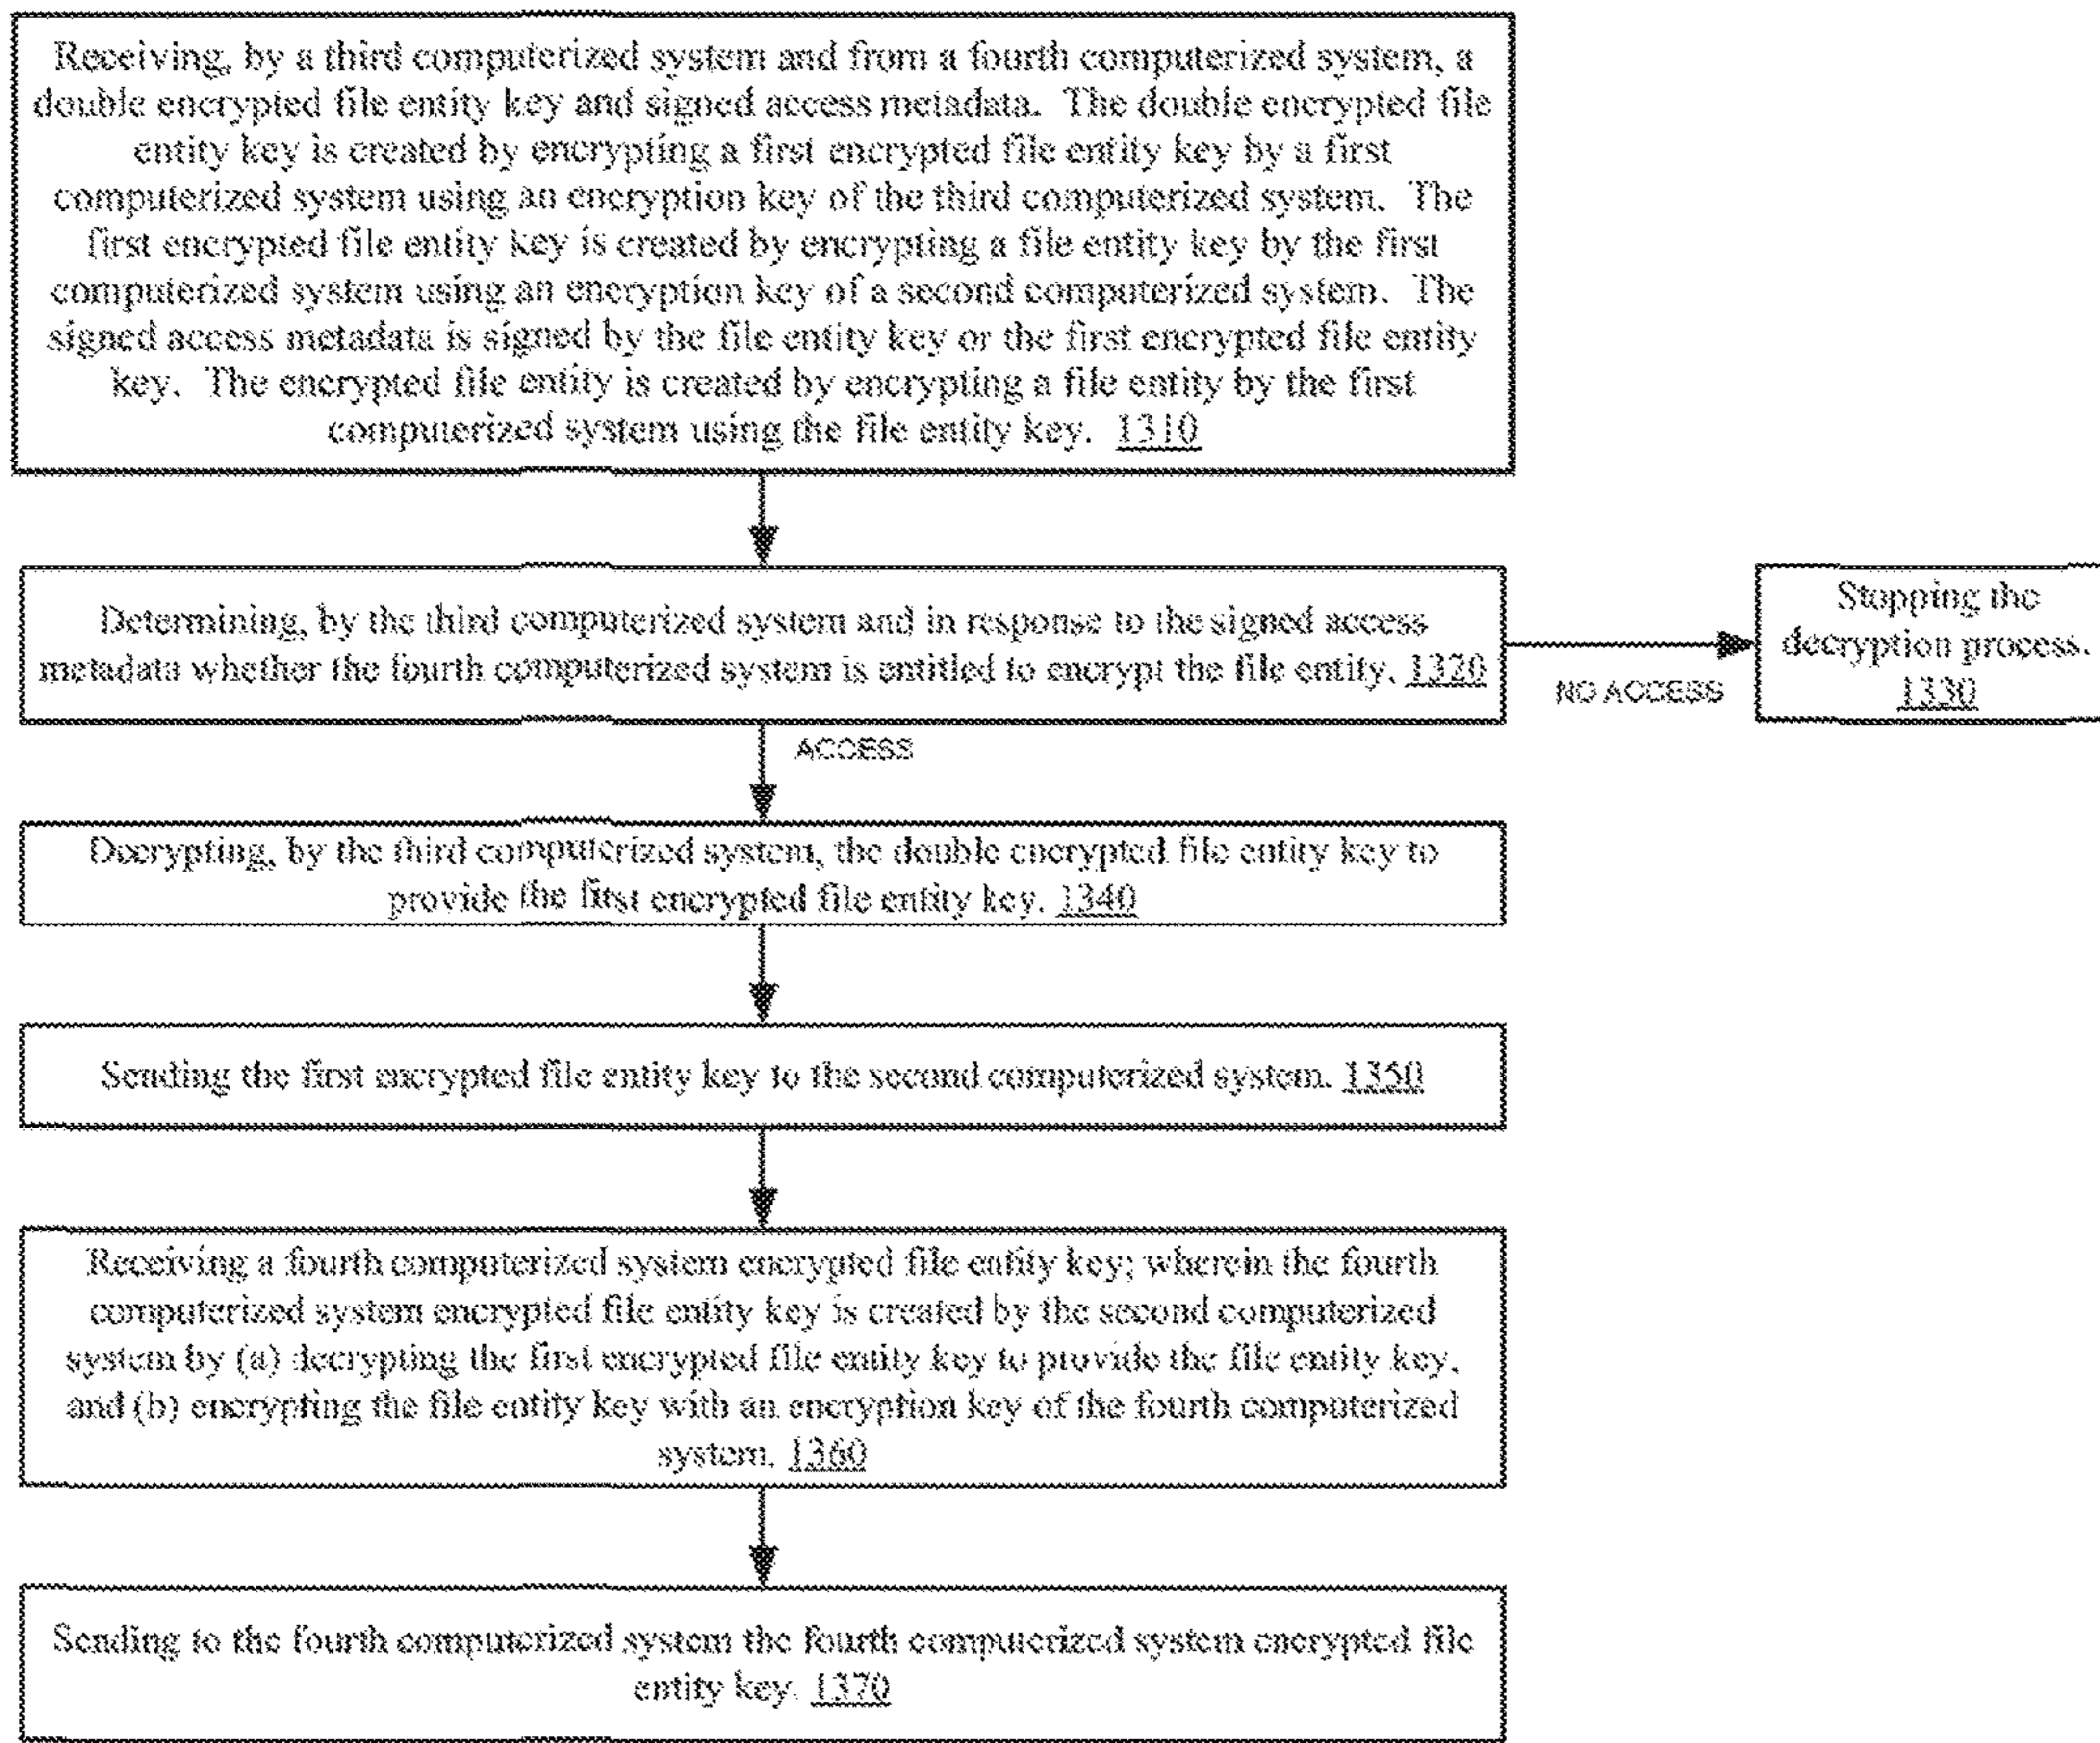 Receiving, by a third computerized system and from a fourth computerized system, a
double encrypted file entity key and signed access metadata. The double encrypted file
entity key is created by encrypting a first encrypted file entity key by a first
computerized system using an encryption key of the third computerized system. The
first encrypted file entity key is created by encrypting a file entity key by the first
computerized system using an encryption key of a second computerized system. The
signed access metadata is signed by the file entity key or the first encrypted file entity
key. The encrypted file entity is created by encrypting a file entity by the first
computerized system using the file entity key. 1310
Determining, by the third computerized system and in response to the signed access
metadata whether the fourth computerized system is entitled to encrypt the file entity. 1320
NO ACCESS
Stopping the
decryption process.
1330
ACCESS
Decrypting, by the third computerized system, the double encrypted file entity key to
provide the first encrypted file entity key. 1340
Sending the first encrypted file entity key to the second computerized system. 1350
Receiving a fourth computerized system encrypted file entity key; wherein the fourth
computerized system encrypted file entity key is created by the second computerized
system by (a) decrypting the first encrypted file entity key to provide the file entity key,
and (b) encrypting the file entity key with an encryption key of the fourth computerized
system. 1360
Sending to the fourth computerized system the fourth computerized system encrypted file
entity key. 1370